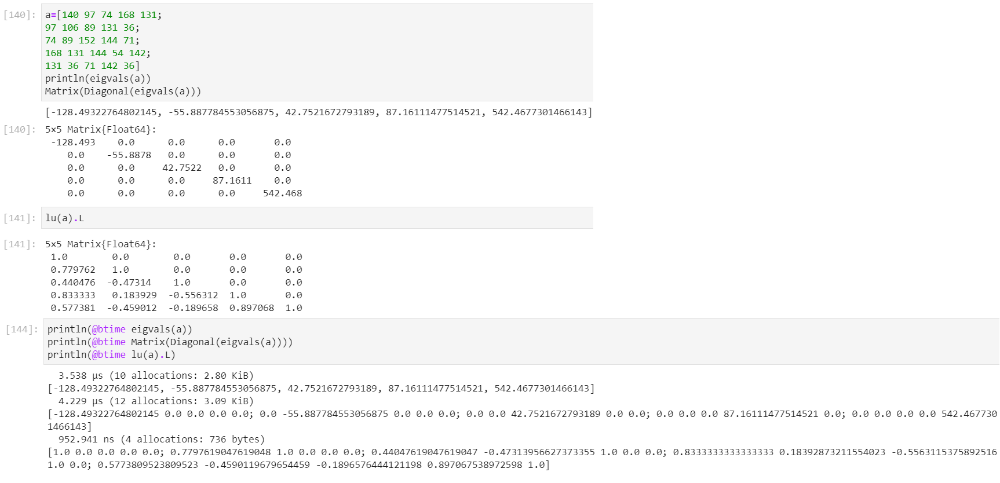 [140]: a=[140 97 74 168 131;
97 106 89 131 36;
74 89 152 144 71;
168 131 144 54 142;
131 36 71 142 36]
println(eigvals(a))
Matrix(Diagonal(eigvals(a)))
[-128.49322764802145, -55.887784553056875, 42.7521672793189, 87.16111477514521, 542.4677301466143]
[140]: 5×5 Matrix{Float64}:
-128.493 0.0 0.0 0.0 0.0
0.0 -55.8878 0.0 0.0 0.0
0.0 0.0 42.7522 0.0 0.0
0.0 0.0 0.0 87.1611 0.0
0.0 0.0 0.0 0.0 542.468
[141]: lu(a).L
[141]: 5×5 Matrix{Float64}:
1.0 0.0 0.0 0.0 0.0
0.779762 1.0 0.0 0.0 0.0
0.440476 -0.47314 1.0 0.0 0.0
0.833333 0.183929 -0.556312 1.0 0.0
0.577381 -0.459012 -0.189658 0.897068 1.0
[144]: println(@btime eigvals(a))
println(@btime Matrix(Diagonal(eigvals(a))))
println(@btime lu(a).L)
3.538 μs (10 allocations: 2.80 KiB)
[-128.49322764802145, -55.887784553056875, 42.7521672793189, 87.16111477514521, 542.4677301466143]
4.229 μs (12 allocations: 3.09 KiB)
[-128.49322764802145 0.0 0.0 0.0 0.0; 0.0 -55.887784553056875 0.0 0.0 0.0; 0.0 0.0 42.7521672793189 0.0 0.0; 0.0 0.0 0.0 87.16111477514521 0.0; 0.0 0.0 0.0 0.0 542.467730
1466143]
952.941 ns (4 allocations: 736 bytes)
[1.0 0.0 0.0 0.0 0.0; 0.7797619047619048 1.0 0.0 0.0 0.0; 0.44047619047619047 -0.47313956627373355 1.0 0.0 0.0; 0.8333333333333334 0.18392873211554023 -0.5563115375892516
1.0 0.0; 0.5773809523809523 -0.4590119679654459 -0.1896576444121198 0.897067538972598 1.0]